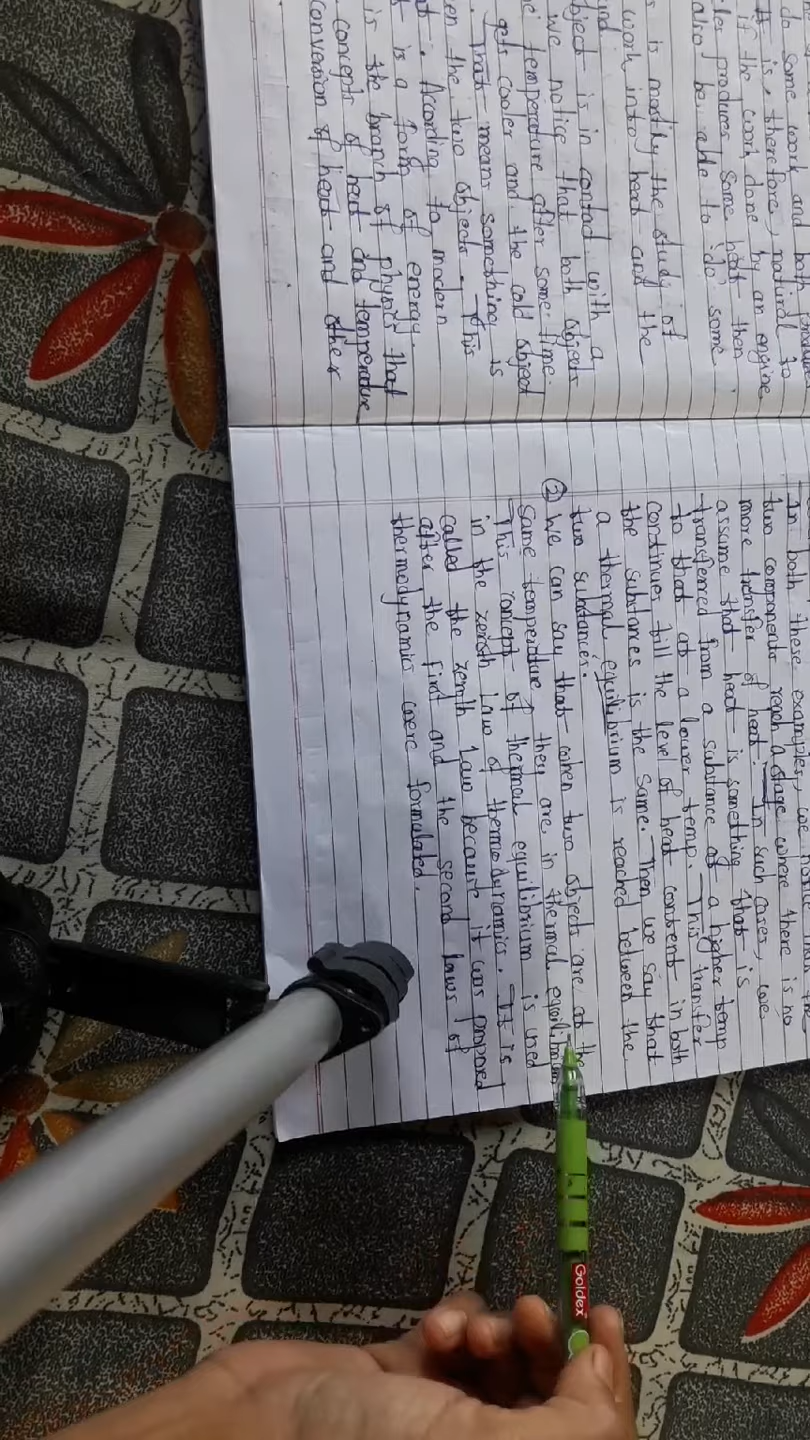 do some work and
It is, therefore, natural to
if the work done by an engine
produces some heat then
also be able to do some
is mostly the study of
work into heat and the
object is in contact with a
we notice that both objects
temperature after some time.
get cooler and the cold object
That means something is
the two objects. This
According to modern
is a form of energy.
is the branch of physics that
concepts of heat and temperature
conversion of heat and other
In both these examples, we notice
two components reach a stage where there is no
more transfer of heat. In such cases, we
assume that heat is something that is
transferred from a substance at a higher temp
to that at a lower temp. This transfer
continues till the level of heat content in both
the substances is the same. Then we say that
a thermal equilibrium is reached between the
two substances.
② We can say that when two objects are at the
same temperature, they are in thermal equilibrium
This concept of thermal equilibrium is used
in the zeroth law of thermodynamics. It is
called the zeroth law because it was proposed
after the first and the second laws of
thermodynamics were formulated.
Goldex